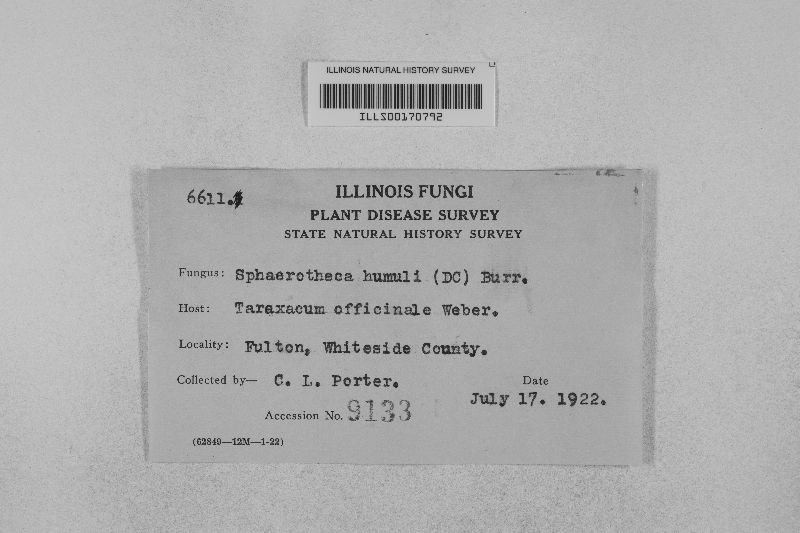 ILLINOIS NATURAL HISTORY SURVEY
ILLS00170792
6611.1
ILLINOIS FUNGI
PLANT DISEASE SURVEY
STATE NATURAL HISTORY SURVEY
Fungus: Sphaerotheca humuli (DC) Burr.
Host: Taraxacum officinale Weber.
Locality: Fulton, Whiteside County.
Collected by— C. L. Porter.
Date
July 17. 1922.
Accession No. 9133
(62849—12M—1-22)